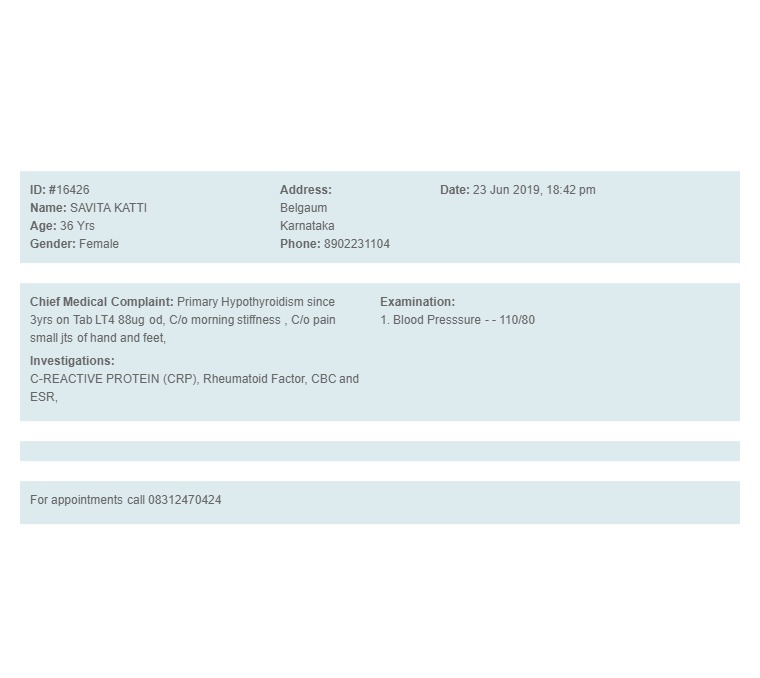 ID: #16426
Name: SAVITA KATTI
Age: 36 Yrs
Gender: Female
Address:
Belgaum
Karnataka
Phone: 8902231104
Date: 23 Jun 2019, 18:42 pm
Chief Medical Complaint: Primary Hypothyroidism since
3yrs on Tab LT4 88ug od, C/o morning stiffness , C/o pain
small jts of hand and feet,
Investigations:
C-REACTIVE PROTEIN (CRP), Rheumatoid Factor, CBC and
ESR,
Examination:
1. Blood Presssure - - 110/80
For appointments call 08312470424